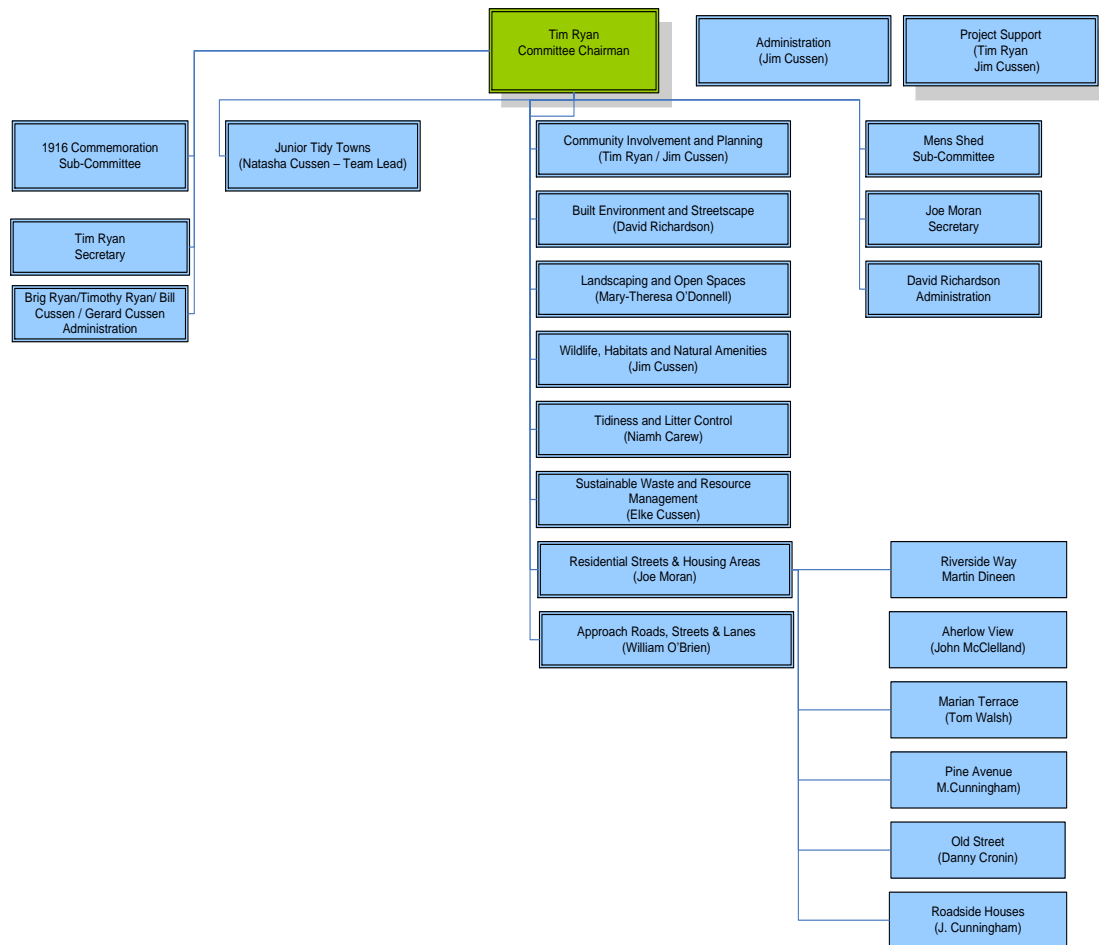 Tim Ryan
Committee Chairman
Administration
(Jim Cussen)
Project Support
(Tim Ryan
Jim Cussen)
1916 Commemoration
Sub-Committee
Tim Ryan
Secretary
Brig Ryan/Timothy Ryan/ Bill
Cussen / Gerard Cussen
Administration
Junior Tidy Towns
(Natasha Cussen – Team Lead)
Community Involvement and Planning
(Tim Ryan / Jim Cussen)
Built Environment and Streetscape
(David Richardson)
Landscaping and Open Spaces
(Mary-Theresa O’Donnell)
Wildlife, Habitats and Natural Amenities
(Jim Cussen)
Tidiness and Litter Control
(Niamh Carew)
Sustainable Waste and Resource
Management
(Elke Cussen)
Residential Streets & Housing Areas
(Joe Moran)
Approach Roads, Streets & Lanes
(William O’Brien)
Mens Shed
Sub-Committee
Joe Moran
Secretary
David Richardson
Administration
Riverside Way
Martin Dineen
Aherlow View
(John McClelland)
Marian Terrace
(Tom Walsh)
Pine Avenue
M.Cunningham)
Old Street
(Danny Cronin)
Roadside Houses
(J. Cunningham)